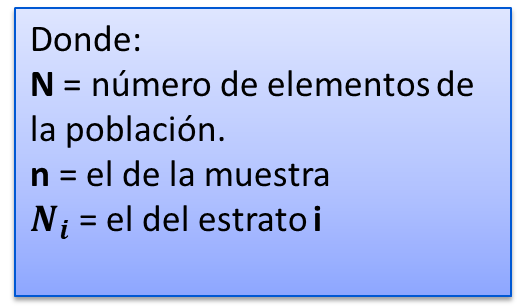 Donde:
N = número de elementos de
la población.
n = el de la muestra
Nᵢ = el del estrato i